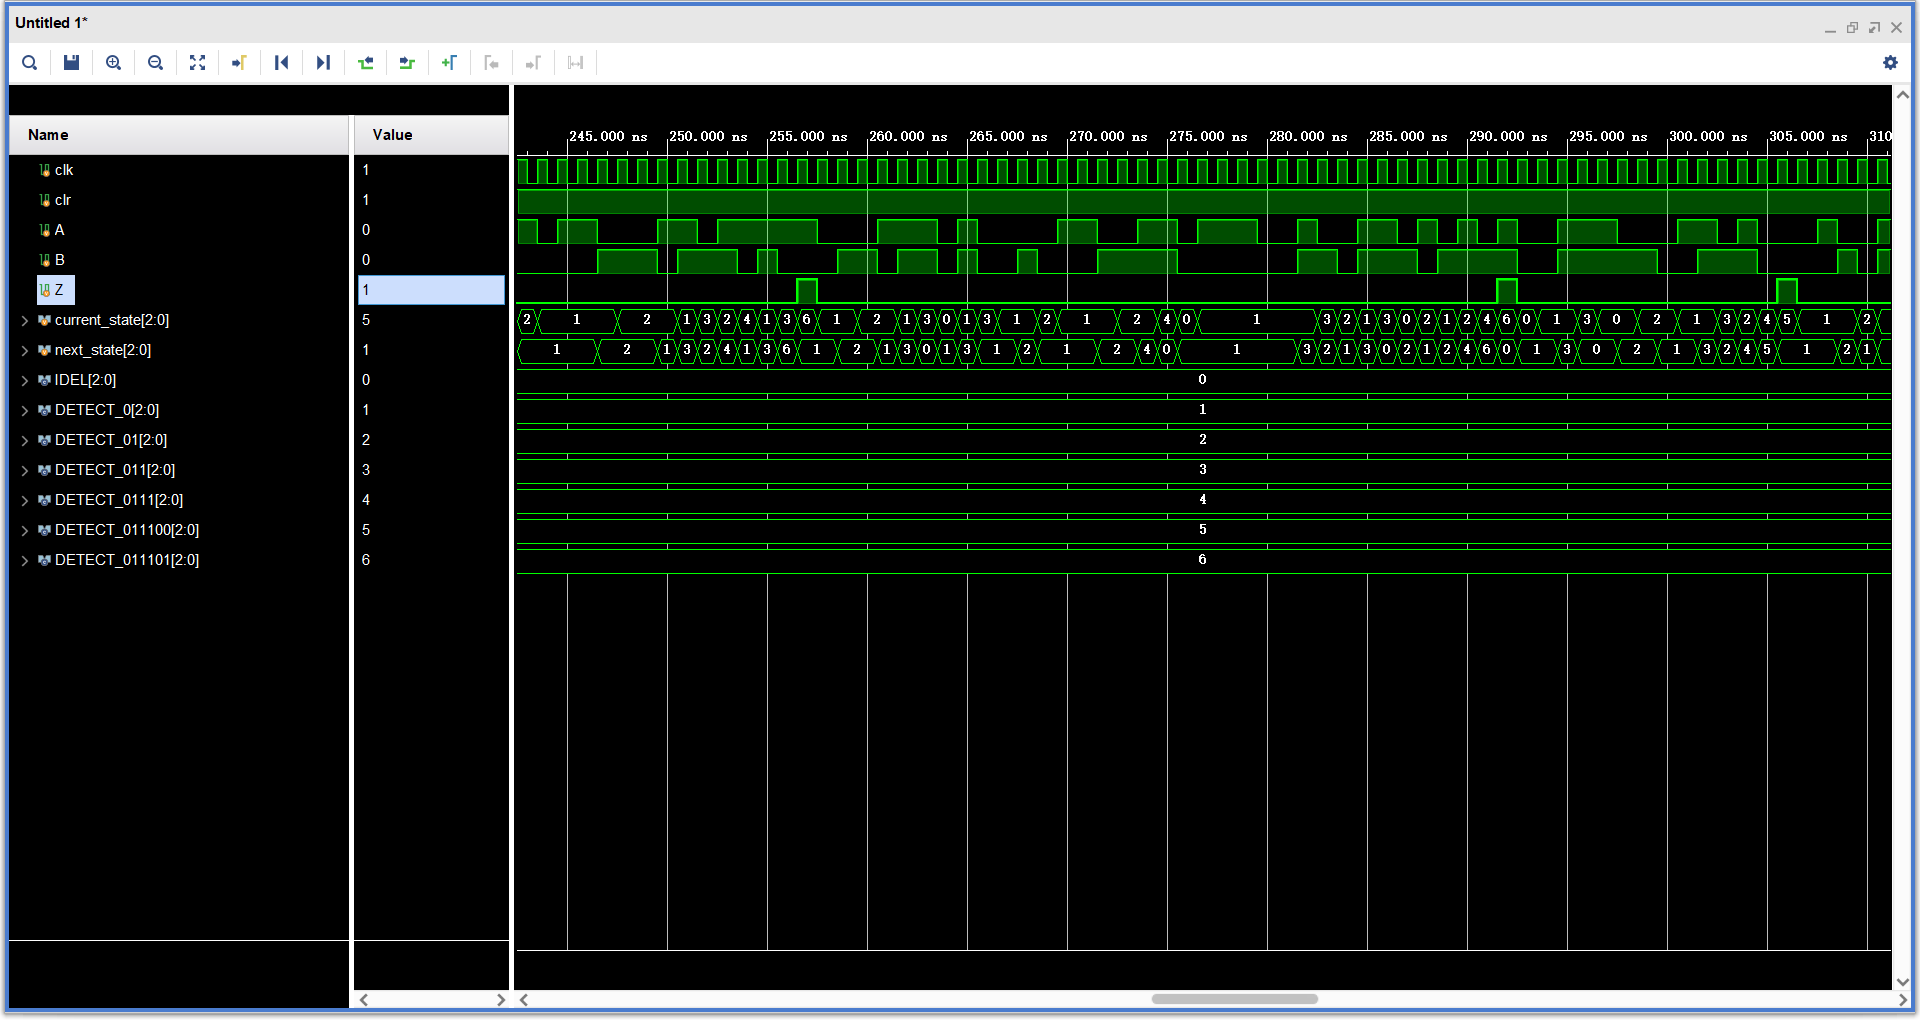 Untitled 1*
Name Value
245.000 ns 250.000 ns 255.000 ns 260.000 ns 265.000 ns 270.000 ns 275.000 ns 280.000 ns 285.000 ns 290.000 ns 295.000 ns 300.000 ns 305.000 ns 310
clk 1
clr 1
A 0
B 0
Z 1
current_state[2:0] 5 2 1 2 1 3 2 4 1 3 6 1 2 1 3 0 1 3 1 2 1 2 4 0 1 3 2 1 3 0 2 1 2 4 6 0 1 3 0 2 1 3 2 4 5 1 2
next_state[2:0] 1 1 2 1 3 2 4 1 3 6 1 2 1 3 0 1 3 1 2 1 2 4 0 1 3 2 1 3 0 2 1 2 4 6 0 1 3 0 2 1 3 2 4 5 1 2 1
IDEL[2:0] 0 0
DETECT_0[2:0] 1 1
DETECT_01[2:0] 2 2
DETECT_011[2:0] 3 3
DETECT_0111[2:0] 4 4
DETECT_011100[2:0] 5 5
DETECT_011101[2:0] 6 6